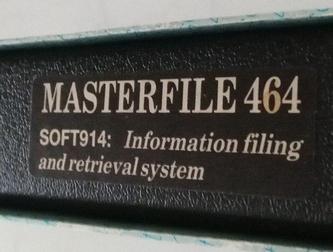 MASTERFILE 464
SOFT914: Information filing
and retrieval system